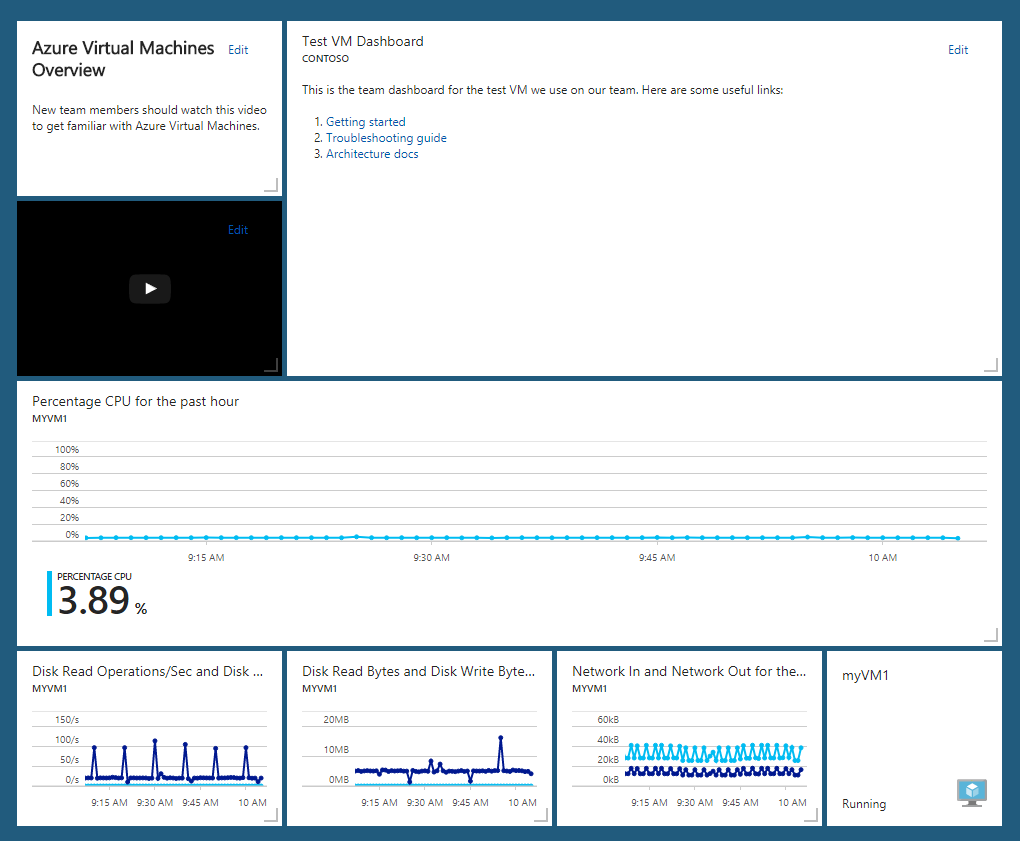 Azure Virtual Machines
Overview
Edit
New team members should watch this video
to get familiar with Azure Virtual Machines.
Test VM Dashboard
CONTOSO
Edit
This is the team dashboard for the test VM we use on our team. Here are some useful links:
1. Getting started
2. Troubleshooting guide
3. Architecture docs
Edit
Percentage CPU for the past hour
MYVM1
100%
80%
60%
40%
20%
0%
9:15 AM 9:30 AM 9:45 AM 10 AM
PERCENTAGE CPU
3.89 %
Disk Read Operations/Sec and Disk ...
MYVM1
150/s
100/s
50/s
0/s
9:15 AM 9:30 AM 9:45 AM 10 AM
Disk Read Bytes and Disk Write Byte...
MYVM1
20MB
10MB
0MB
9:15 AM 9:30 AM 9:45 AM 10 AM
Network In and Network Out for the...
MYVM1
60kB
40kB
20kB
0kB
9:15 AM 9:30 AM 9:45 AM 10 AM
myVM1
Running